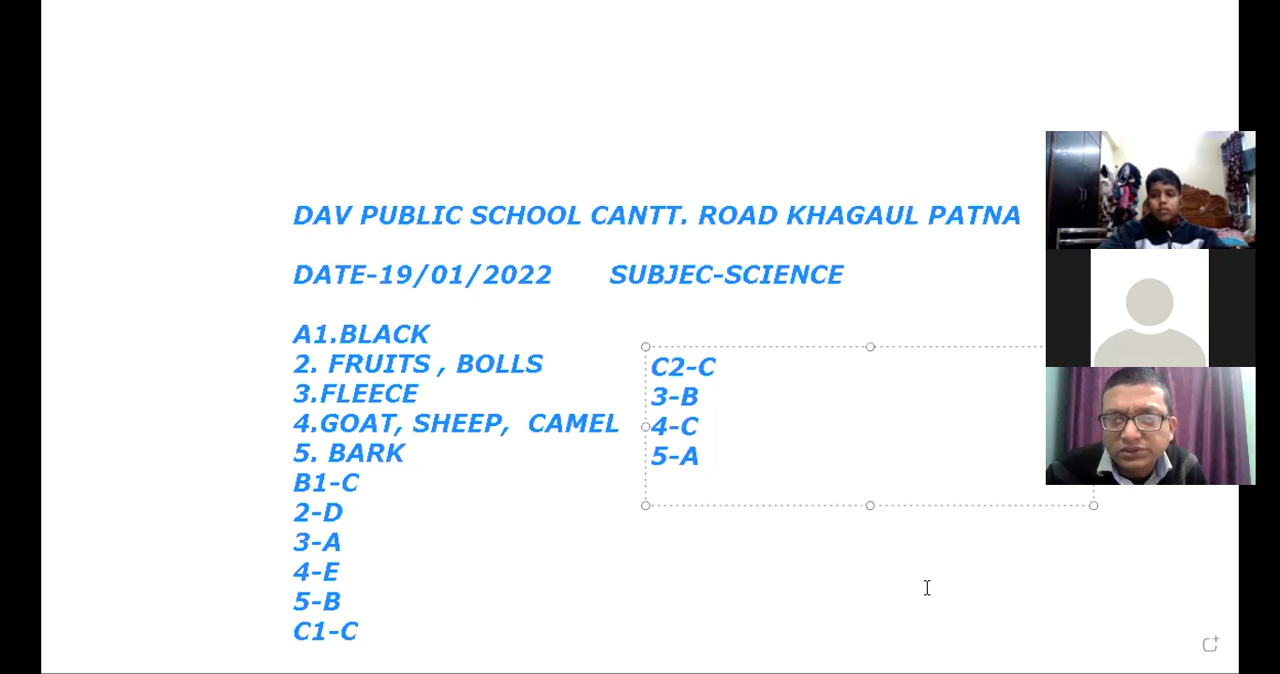 DAV PUBLIC SCHOOL CANTT. ROAD KHAGAUL PATNA
DATE-19/01/2022 SUBJEC-SCIENCE
A1.BLACK
2. FRUITS , BOLLS
3.FLEECE
4.GOAT, SHEEP, CAMEL
5. BARK
B1-C
2-D
3-A
4-E
5-B
C1-C
C2-C
3-B
4-C
5-A